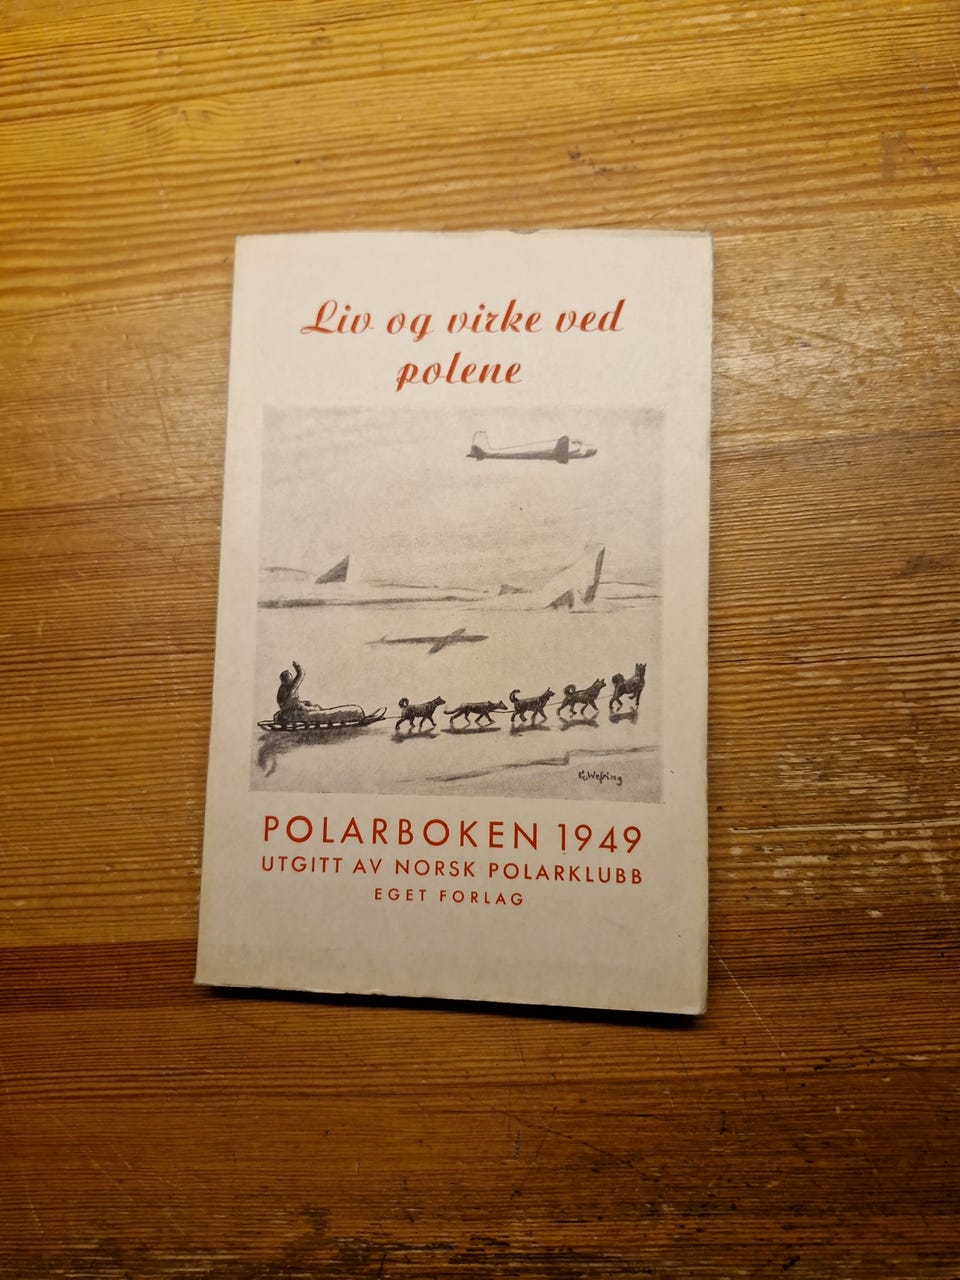 Liv og virke ved
polene
POLARBOKEN 1949
UTGITT AV NORSK POLARKLUBB
EGET FORLAG